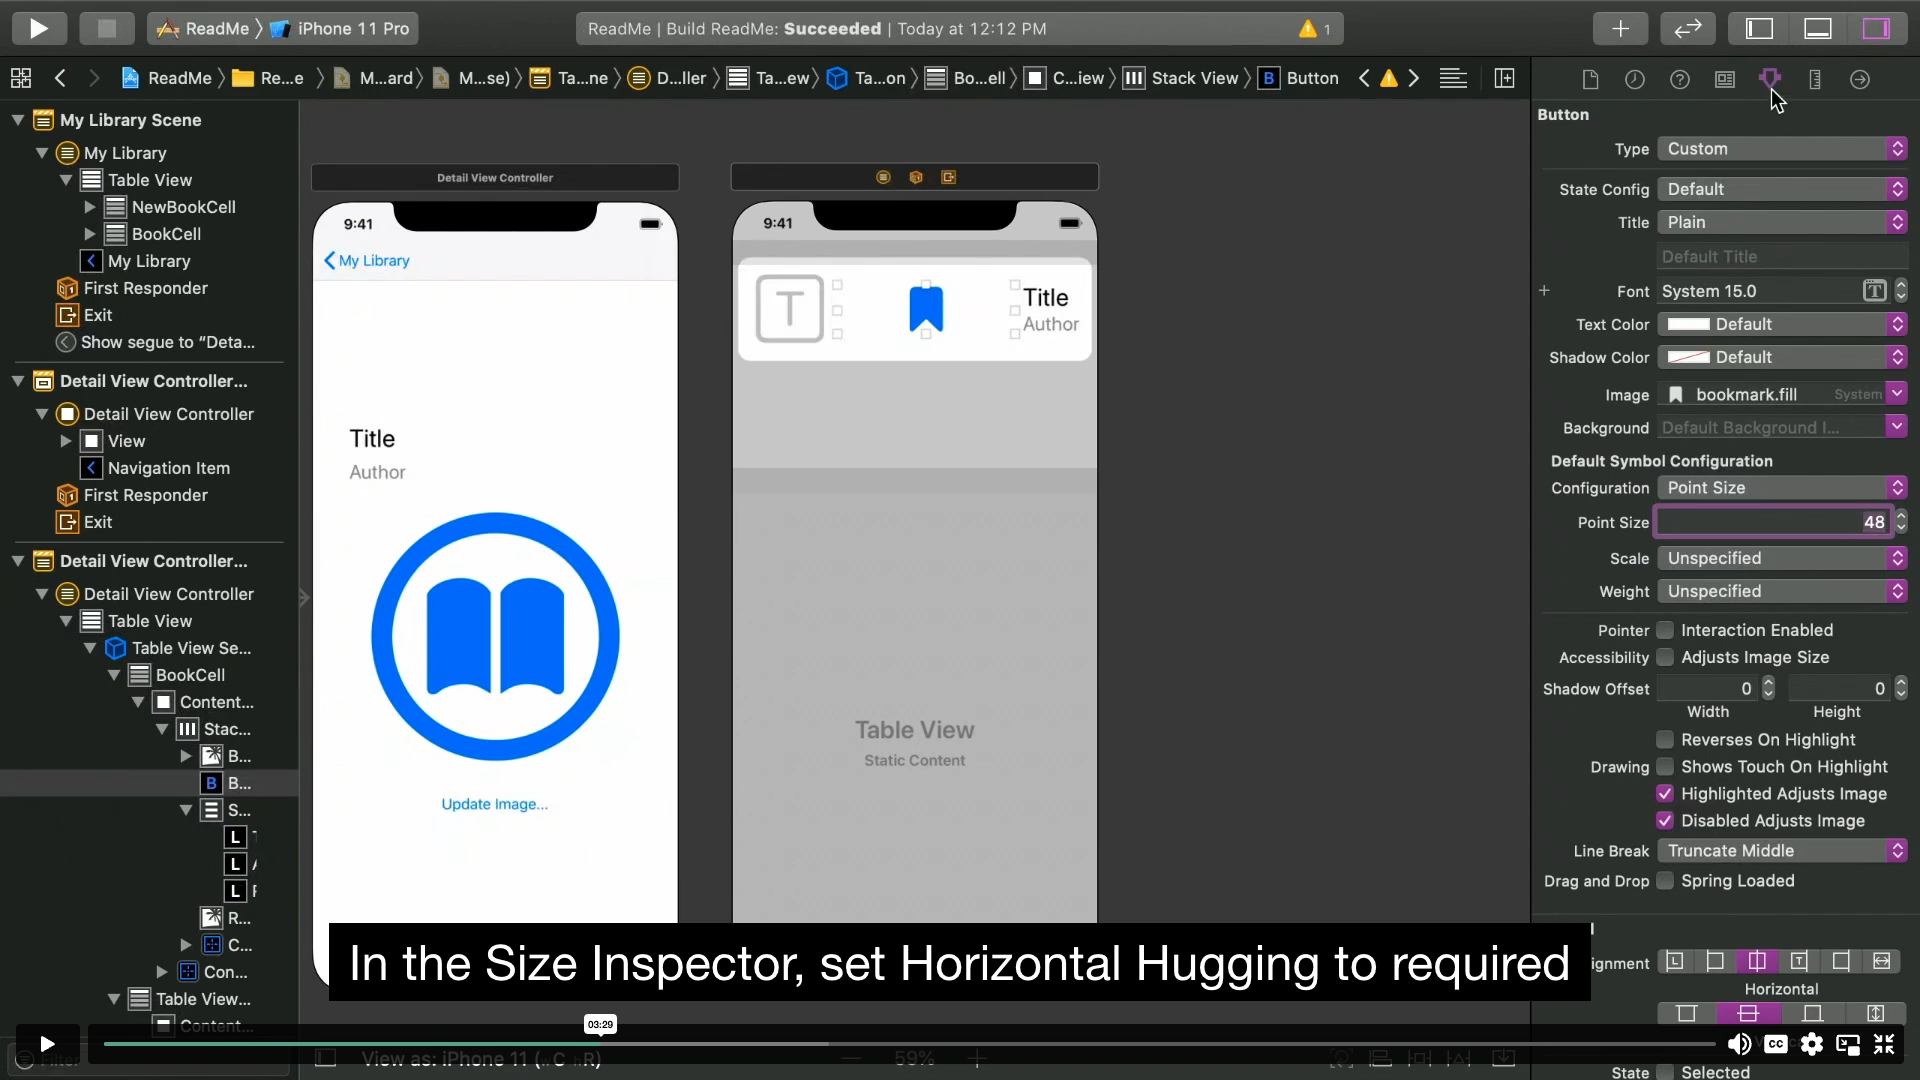 ReadMe iPhone 11 Pro
ReadMe | Build ReadMe: Succeeded | Today at 12:12 PM
1
ReadMe Re...e M...ard M...se) Ta...ne D...ller Ta...ew Ta...on Bo...ell C...iew Stack View B Button
My Library Scene
My Library
Table View
NewBookCell
BookCell
My Library
First Responder
Exit
Show segue to “Deta...
Detail View Controller...
Detail View Controller
View
Navigation Item
First Responder
Exit
Detail View Controller...
Detail View Controller
Table View
Table View Se...
BookCell
Content...
Stac...
B...
B B...
S...
L
L
L
R...
C...
Con...
Table View...
Content...
Filter
Detail View Controller
9:41
My Library
Title
Author
Update Image...
9:41
T
Title
Author
Table View
Static Content
Button
Type Custom
State Config Default
Title Plain
Default Title
Font System 15.0 T
Text Color Default
Shadow Color Default
Image bookmark.fill System
Background Default Background I...
Default Symbol Configuration
Configuration Point Size
Point Size 48
Scale Unspecified
Weight Unspecified
Pointer Interaction Enabled
Accessibility Adjusts Image Size
Shadow Offset 0 0
Width Height
Reverses On Highlight
Drawing Shows Touch On Highlight
Highlighted Adjusts Image
Disabled Adjusts Image
Line Break Truncate Middle
Drag and Drop Spring Loaded
ignment
Horizontal
State Selected
In the Size Inspector, set Horizontal Hugging to required
03:29
CC
View as: iPhone 11 (wC hR)
59%